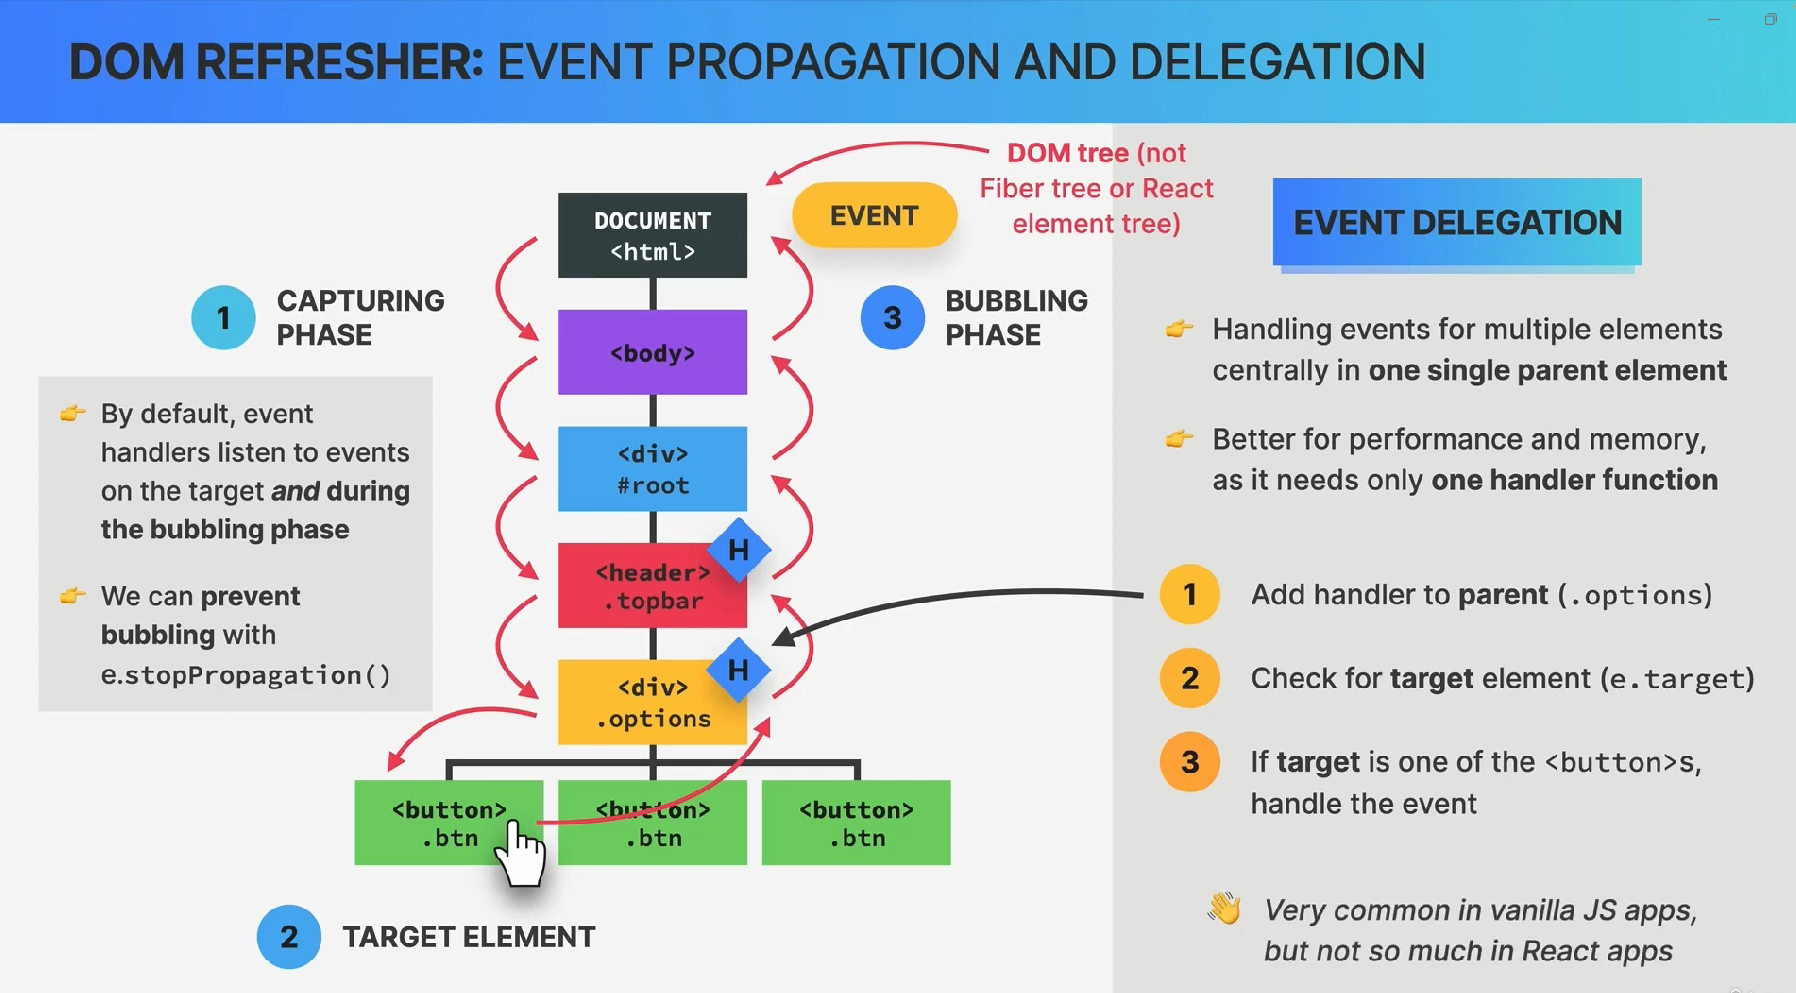 DOM REFRESHER: EVENT PROPAGATION AND DELEGATION
DOM tree (not
Fiber tree or React
element tree)
EVENT
DOCUMENT
<html>
1
CAPTURING
PHASE
3
BUBBLING
PHASE
<body>
👉 By default, event
handlers listen to events
on the target and during
the bubbling phase
👉 We can prevent
bubbling with
e.stopPropagation()
<div>
#root
H
<header>
.topbar
H
<div>
.options
<button>
.btn
<button>
.btn
<button>
.btn
2
TARGET ELEMENT
EVENT DELEGATION
👉 Handling events for multiple elements
centrally in one single parent element
👉 Better for performance and memory,
as it needs only one handler function
1 Add handler to parent (.options)
2 Check for target element (e.target)
3 If target is one of the <button>s,
handle the event
👋 Very common in vanilla JS apps,
but not so much in React apps